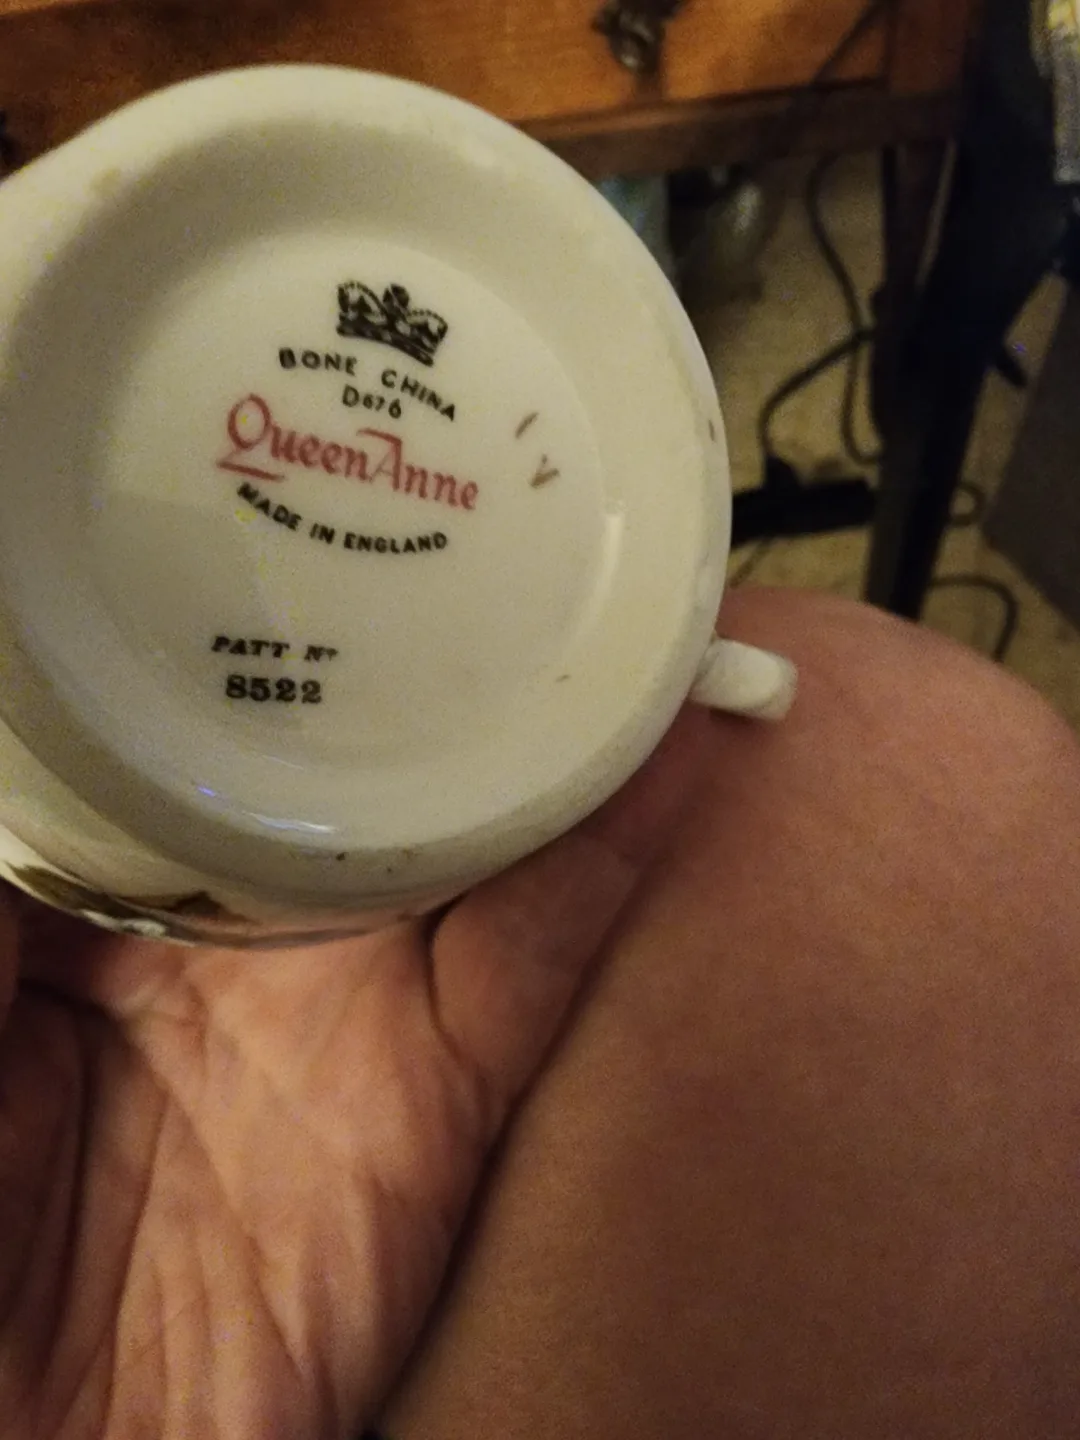 BONE CHINA
D676
Queen Anne
MADE IN ENGLAND
PATT Nº
8522